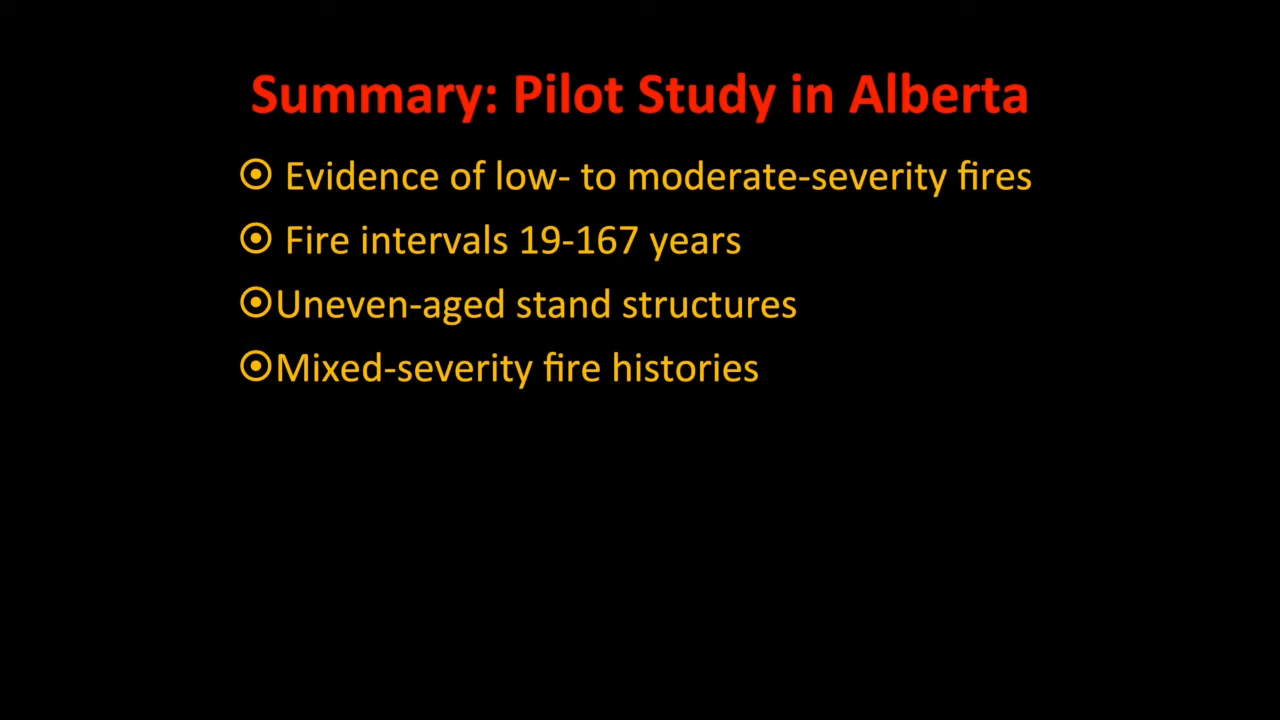 Summary: Pilot Study in Alberta
⦿ Evidence of low- to moderate-severity fires
⦿ Fire intervals 19-167 years
⦿Uneven-aged stand structures
⦿Mixed-severity fire histories